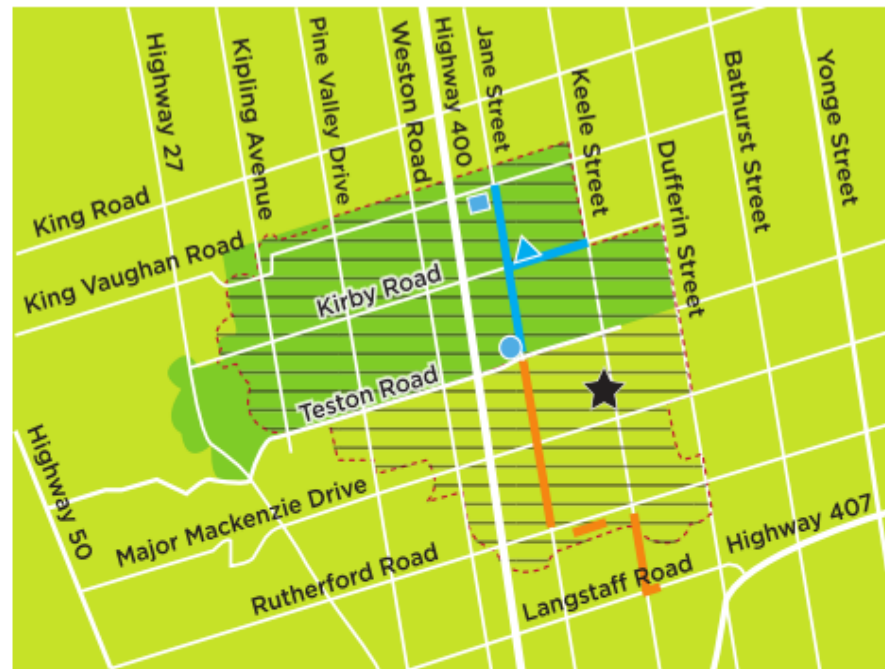 Highway 27
Kipling Avenue
Pine Valley Drive
Weston Road
Highway 400
Jane Street
Keele Street
Dufferin Street
Bathurst Street
Yonge Street
King Road
King Vaughan Road
Kirby Road
Teston Road
Highway 50
Major Mackenzie Drive
Rutherford Road
Langstaff Road
Highway 407